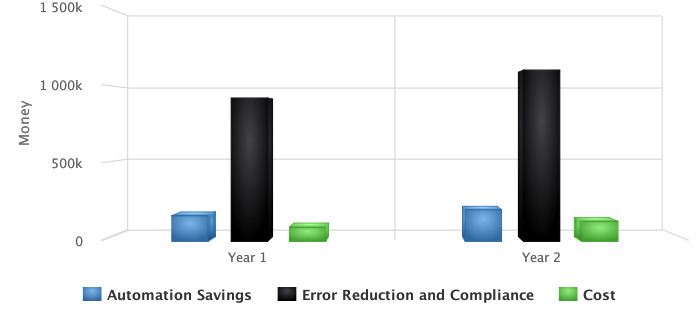 1 500k
1 000k
500k
0
Money
Year 1
Year 2
Automation Savings
Error Reduction and Compliance
Cost